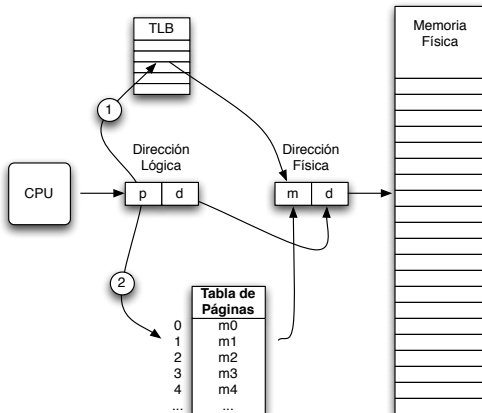 TLB
Memoria
Física
1
Dirección
Lógica
Dirección
Física
CPU
p d
m d
2
Tabla de
Páginas
0 m0
1 m1
2 m2
3 m3
4 m4
... ...